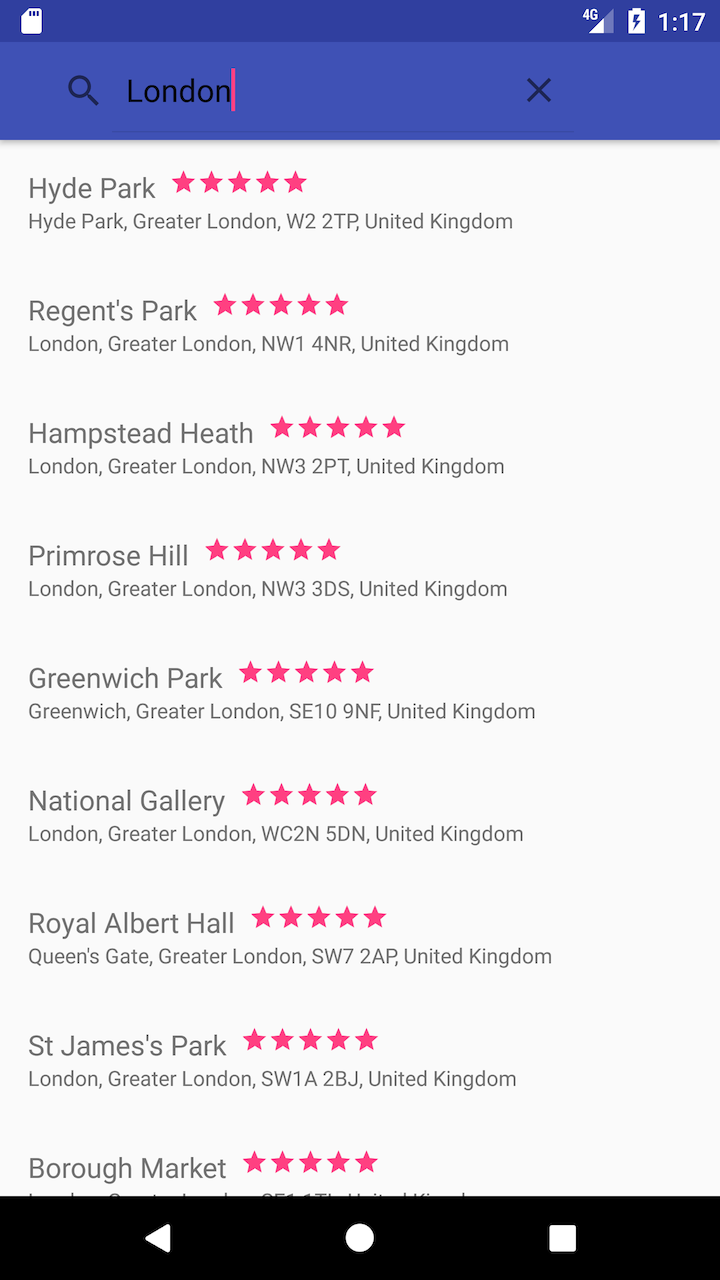 4G 1:17
London
Hyde Park
Hyde Park, Greater London, W2 2TP, United Kingdom
Regent's Park
London, Greater London, NW1 4NR, United Kingdom
Hampstead Heath
London, Greater London, NW3 2PT, United Kingdom
Primrose Hill
London, Greater London, NW3 3DS, United Kingdom
Greenwich Park
Greenwich, Greater London, SE10 9NF, United Kingdom
National Gallery
London, Greater London, WC2N 5DN, United Kingdom
Royal Albert Hall
Queen's Gate, Greater London, SW7 2AP, United Kingdom
St James's Park
London, Greater London, SW1A 2BJ, United Kingdom
Borough Market